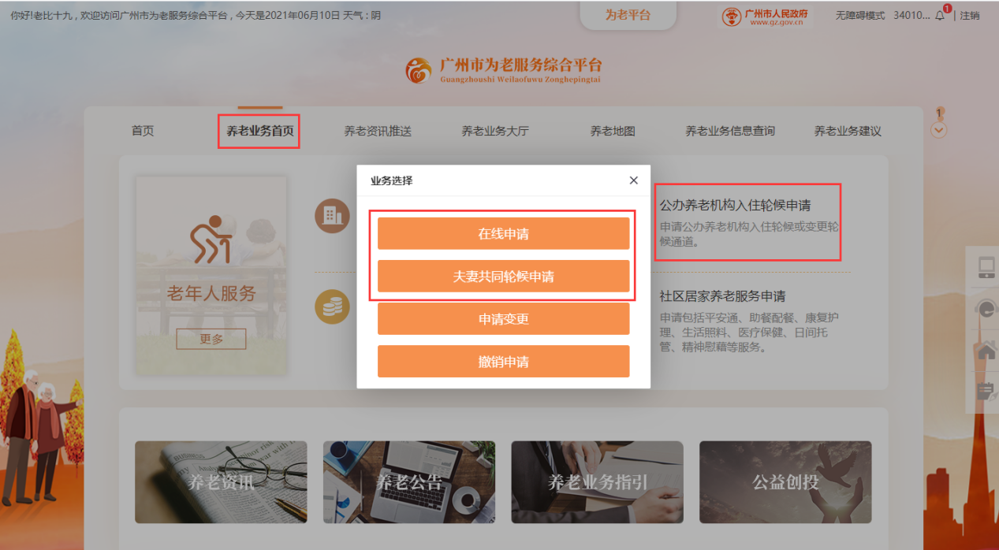 你好!老比十九 , 欢迎访问广州市为老服务综合平台 , 今天是2021年06月10日 天气 : 阴
为老平台
广州市人民政府
www.gz.gov.cn
无障碍模式 34010... 1 | 注销
广州市为老服务综合平台
Guangzhoushi Weilaofuwu Zonghepingtai
首页 养老业务首页 养老资讯推送 养老业务大厅 养老地图 养老业务信息查询 养老业务建议
1
业务选择 ×
在线申请
夫妻共同轮候申请
申请变更
撤销申请
老年人服务
更多
公办养老机构入住轮候申请
申请公办养老机构入住轮候或变更轮
候通道。
社区居家养老服务申请
申请包括平安通、助餐配餐、康复护
理、生活照料、医疗保健、日间托
管、精神慰藉等服务。
养老资讯 养老公告 养老业务指引 公益创投